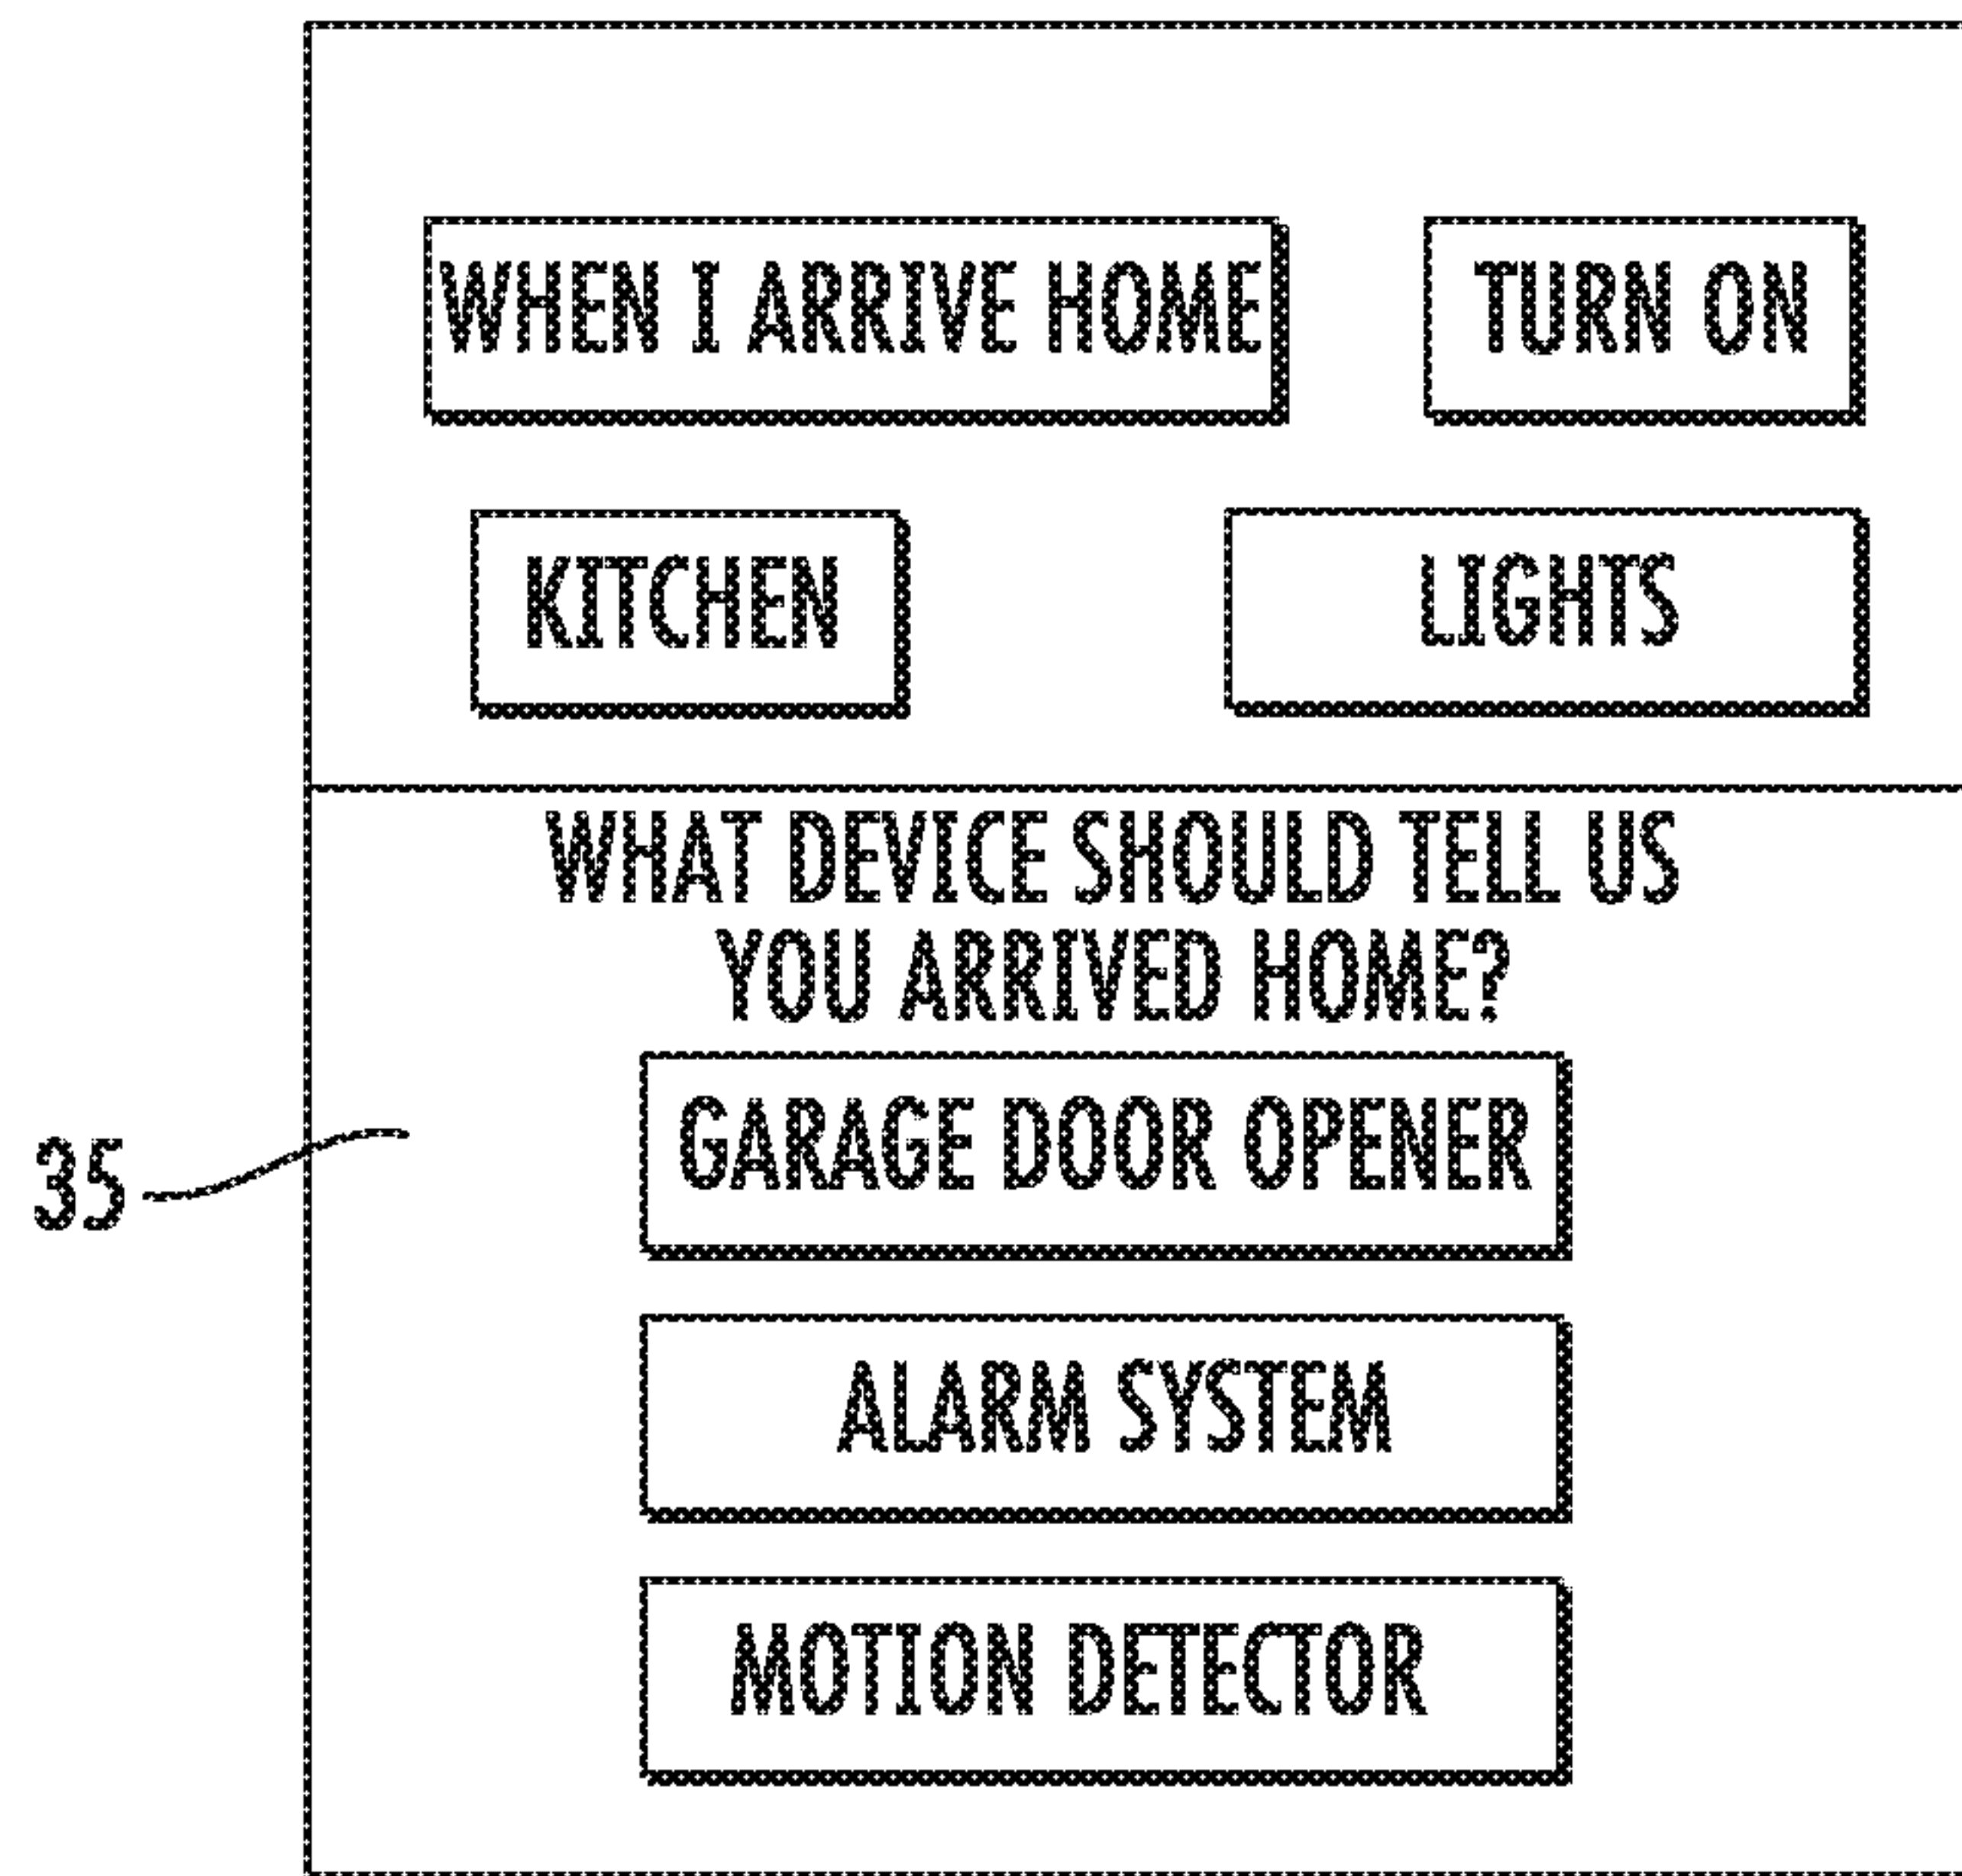 WHEN I ARRIVE HOME TURN ON
KITCHEN LIGHTS
WHAT DEVICE SHOULD TELL US
YOU ARRIVED HOME?
GARAGE DOOR OPENER
35
ALARM SYSTEM
MOTION DETECTOR